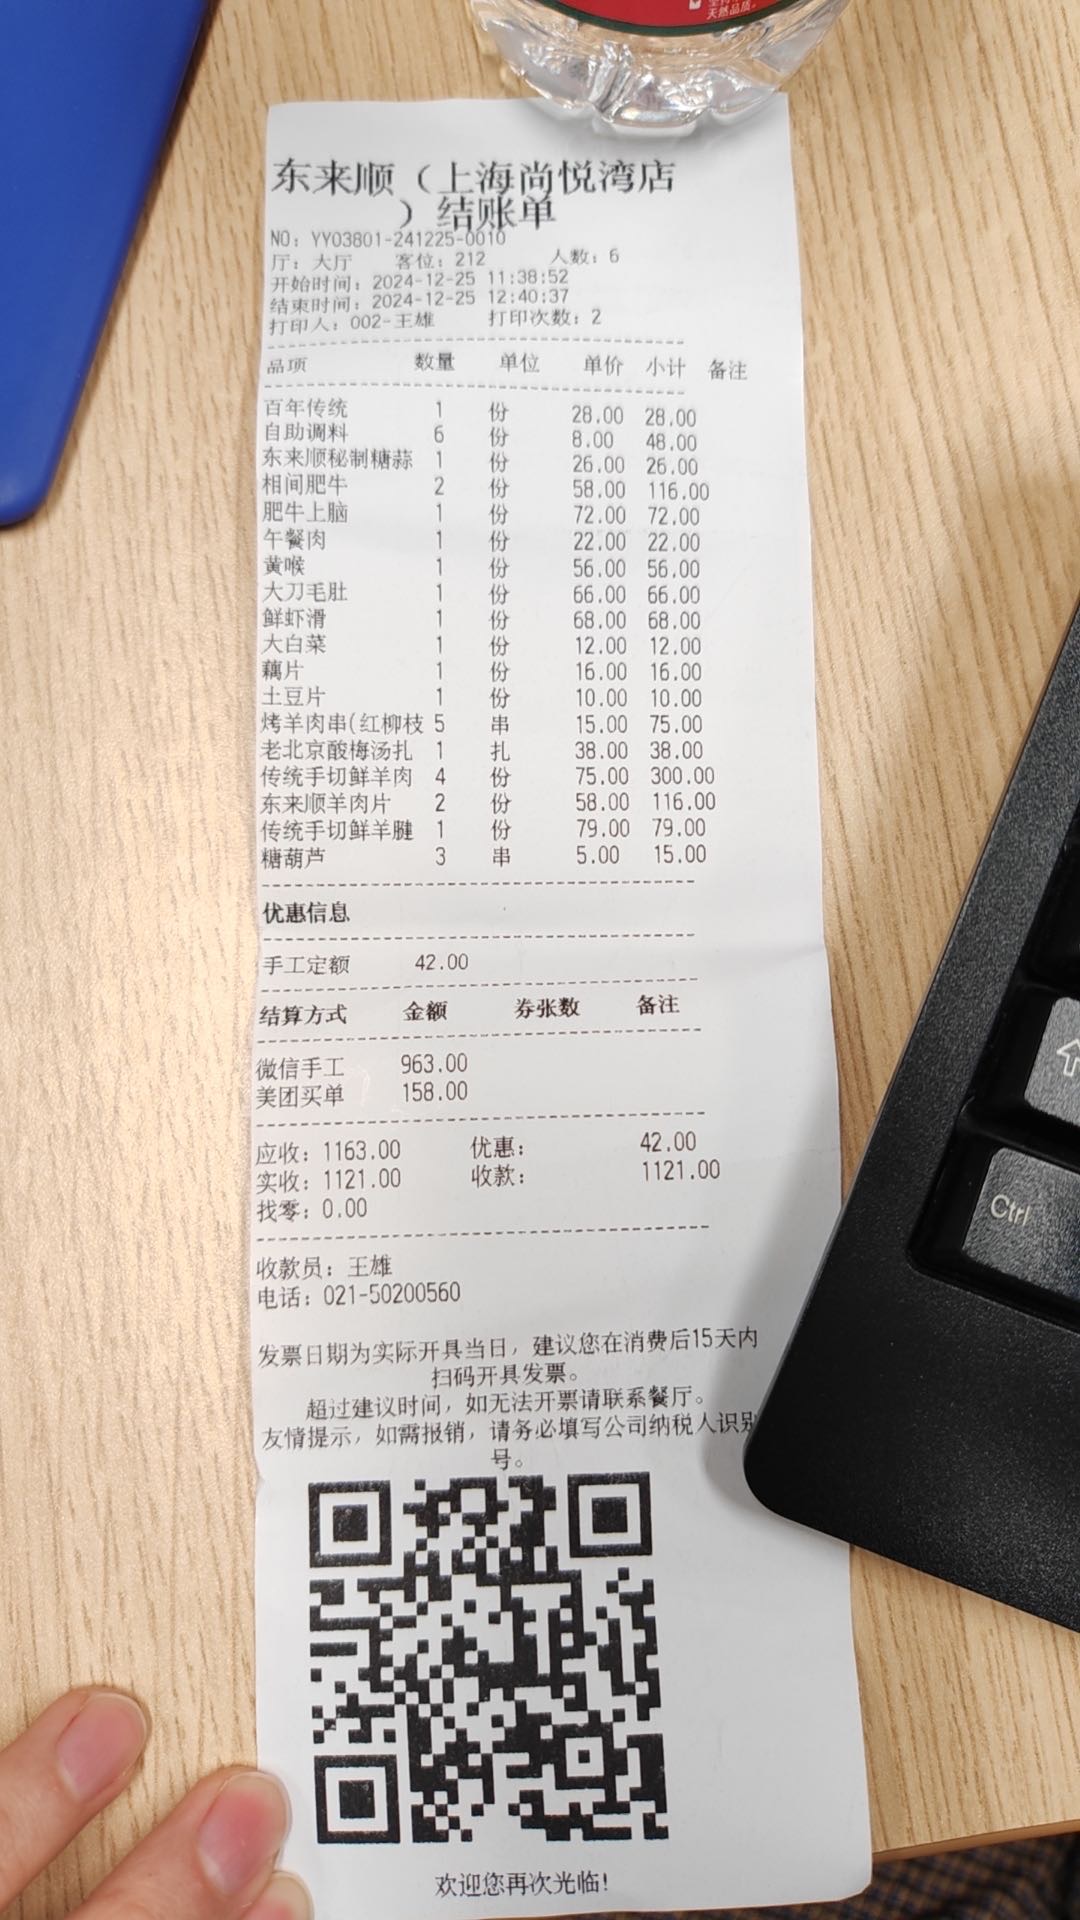 天然品质。
东来顺（上海尚悦湾店
）结账单
NO: YY03801-241225-0010
厅: 大厅 客位: 212 人数: 6
开始时间: 2024-12-25 11:38:52
结束时间: 2024-12-25 12:40:37
打印人: 002-王雄 打印次数: 2
品项 数量 单位 单价 小计 备注
百年传统 1 份 28.00 28.00
自助调料 6 份 8.00 48.00
东来顺秘制糖蒜 1 份 26.00 26.00
相间肥牛 2 份 58.00 116.00
肥牛上脑 1 份 72.00 72.00
午餐肉 1 份 22.00 22.00
黄喉 1 份 56.00 56.00
大刀毛肚 1 份 66.00 66.00
鲜虾滑 1 份 68.00 68.00
大白菜 1 份 12.00 12.00
藕片 1 份 16.00 16.00
土豆片 1 份 10.00 10.00
烤羊肉串(红柳枝 5 串 15.00 75.00
老北京酸梅汤扎 1 扎 38.00 38.00
传统手切鲜羊肉 4 份 75.00 300.00
东来顺羊肉片 2 份 58.00 116.00
传统手切鲜羊腱 1 份 79.00 79.00
糖葫芦 3 串 5.00 15.00
优惠信息
手工定额 42.00
结算方式 金额 券张数 备注
微信手工 963.00
美团买单 158.00
应收: 1163.00 优惠: 42.00
实收: 1121.00 收款: 1121.00
找零: 0.00
收款员: 王雄
电话: 021-50200560
发票日期为实际开具当日，建议您在消费后15天内
扫码开具发票。
超过建议时间，如无法开票请联系餐厅。
友情提示，如需报销，请务必填写公司纳税人识别
号。
欢迎您再次光临!
Ctrl